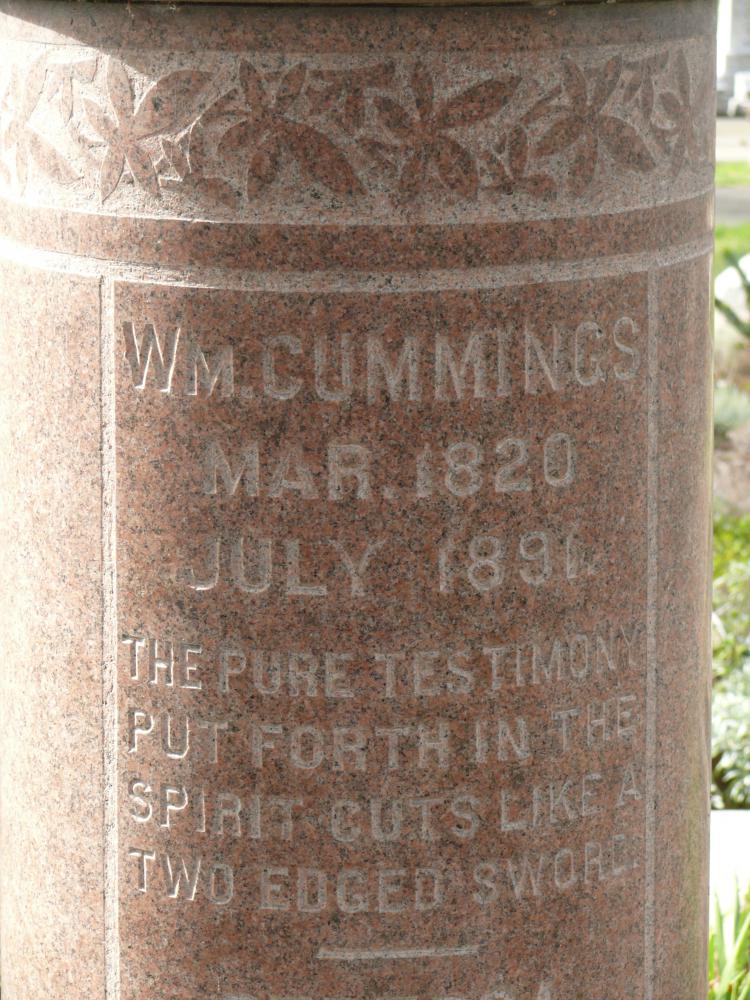 WM. CUMMINGS
MAR. 1820
JULY 1891
THE PURE TESTIMONY
PUT FORTH IN THE
SPIRIT CUTS LIKE A
TWO EDGED SWORD.